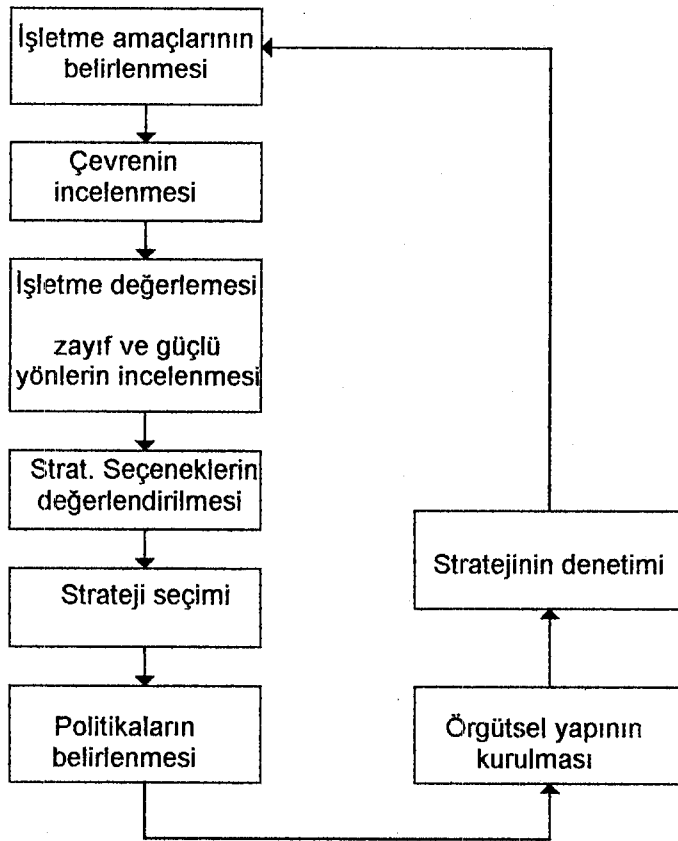 İşletme amaçlarının
belirlenmesi
Çevrenin
incelenmesi
İşletme değerlemesi
zayıf ve güçlü
yönlerin incelenmesi
Strat. Seçeneklerin
değerlendirilmesi
Strateji seçimi
Politikaların
belirlenmesi
Örgütsel yapının
kurulması
Stratejinin denetimi